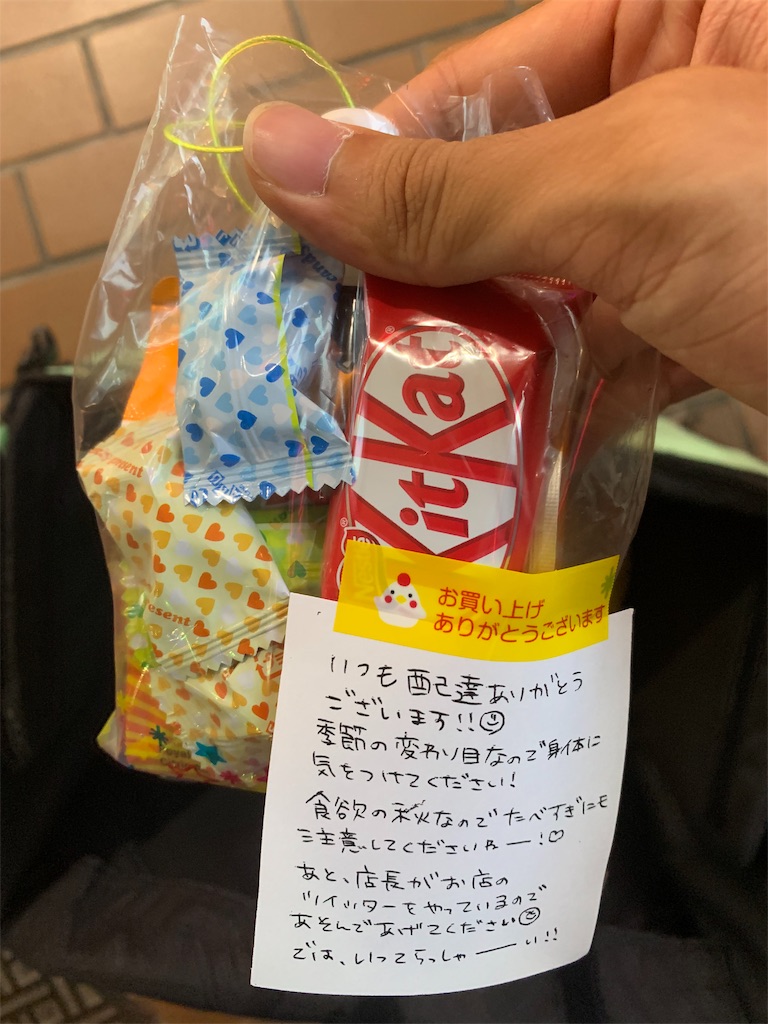 candy
KitKat
Nestlé
present
resent
お買い上げ
ありがとうございます
いつも配達ありがとう
ございます!!
季節の変わり目なので身体に
気をつけてください!
食欲の秋なのでたべすぎにも
注意してくださいねー!♡
あと、店長がお店の
ツイッターをやっているので
あそんであげてください
では、いってらっしゃーい!!